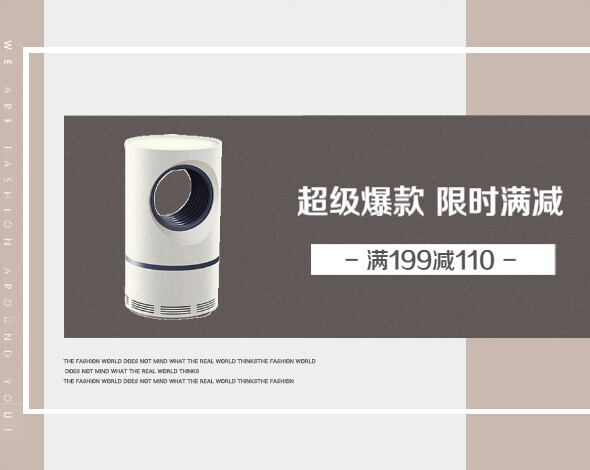 WE ARE FASHION AROUND YOU!
超级爆款 限时满减
– 满199减110 –
THE FASHION WORLD DOES NOT MIND WHAT THE REAL WORLD THINKSTHE FASHION WORLD
DOES NOT MIND WHAT THE REAL WORLD THINKS
THE FASHION WORLD DOES NOT MIND WHAT THE REAL WORLD THINKSTHE FASHION